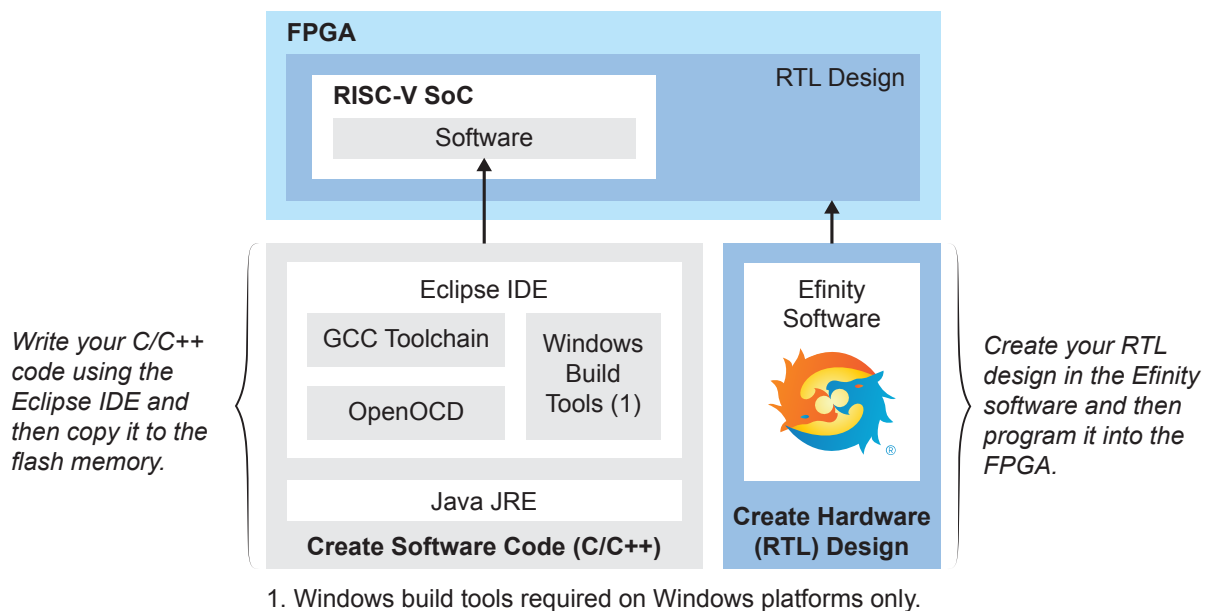 FPGA
RTL Design
RISC-V SoC
Software
Write your C/C++
code using the
Eclipse IDE and
then copy it to the
flash memory.
Eclipse IDE
GCC Toolchain
OpenOCD
Windows
Build
Tools (1)
Java JRE
Create Software Code (C/C++)
Efinity
Software
®
Create Hardware
(RTL) Design
Create your RTL
design in the Efinity
software and then
program it into the
FPGA.
1. Windows build tools required on Windows platforms only.